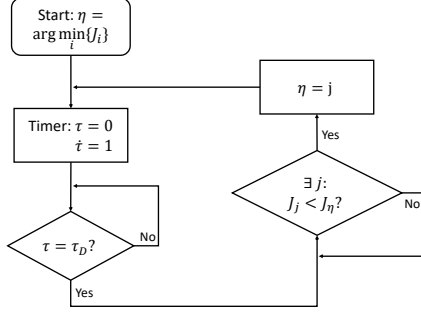 Start: η =
arg min{J_i}
i
Timer: τ = 0
τ̇ = 1
τ = τ_D?
No
Yes
η = j
Yes
∃ j:
J_j < J_η?
No